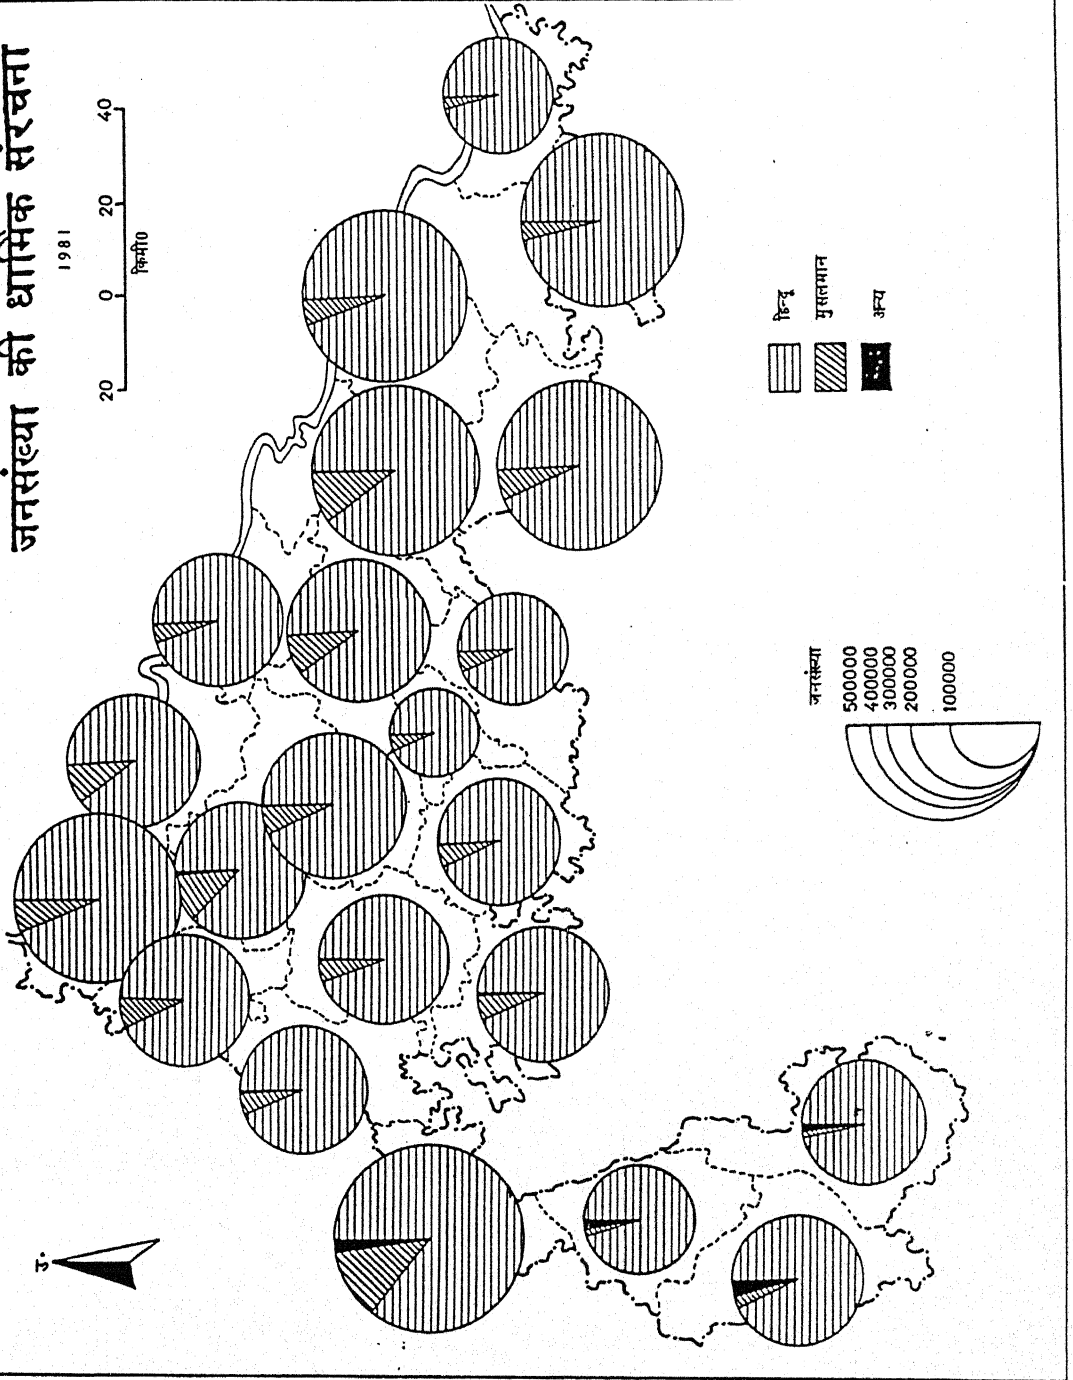 जनसंख्या की धार्मिक संरचना
1981
20 0 20 40
किमी0
उ.
हिन्दू
मुसलमान
अन्य
जनसंख्या
500000
400000
300000
200000
100000